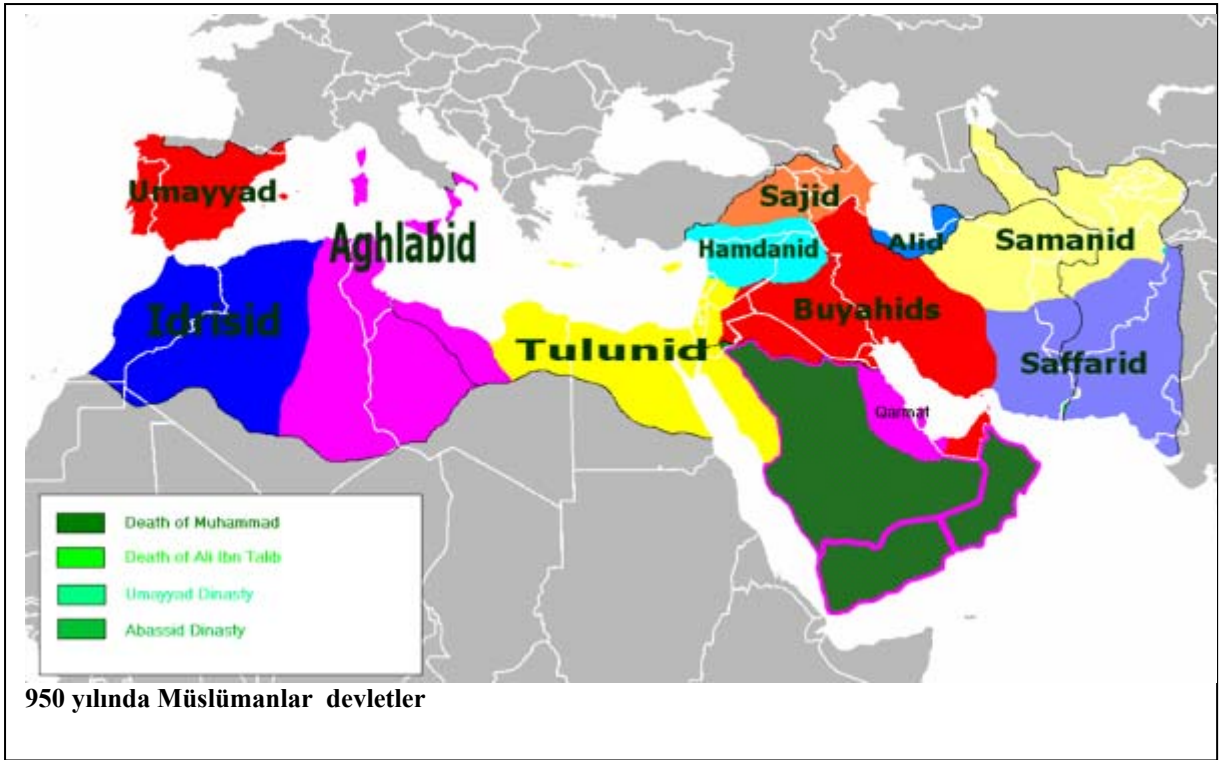 Umayyad
Aghlabid
Idrisid
Tulunid
Sajid
Hamdanid
Alid
Samanid
Buyahids
Saffarid
Qarmat
Death of Muhammad
Death of Ali Ibn Talib
Umayyad Dinasty
Abassid Dinasty
950 yılında Müslümanlar devletler